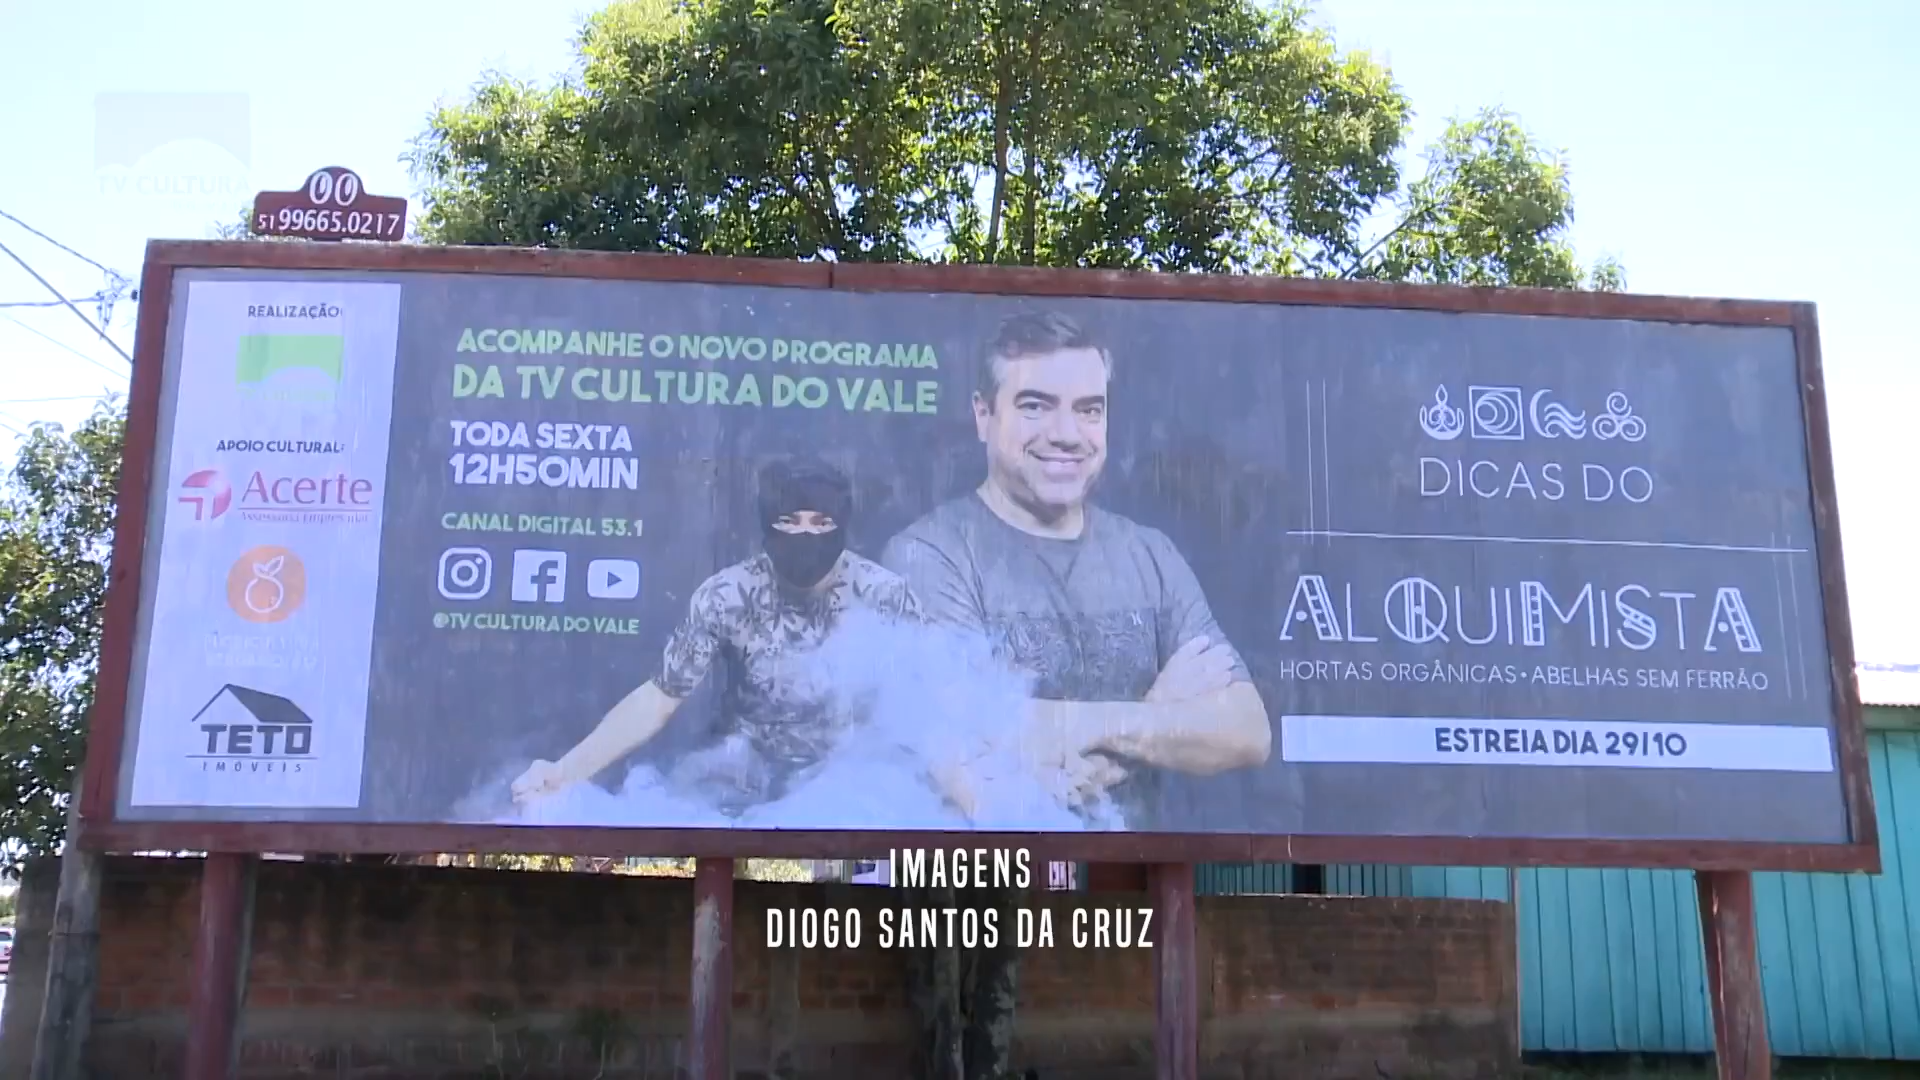 TV CULTURA
00
51 99665.0217
REALIZAÇÃO:
APOIO CULTURAL:
Acerte
Assessoria Empresarial
TETO
IMÓVEIS
ACOMPANHE O NOVO PROGRAMA
DA TV CULTURA DO VALE
TODA SEXTA
12H50MIN
CANAL DIGITAL 53.1
@TV CULTURA DO VALE
DICAS DO
ALQUIMISTA
HORTAS ORGÂNICAS • ABELHAS SEM FERRÃO
ESTREIA DIA 29/10
IMAGENS
DIOGO SANTOS DA CRUZ